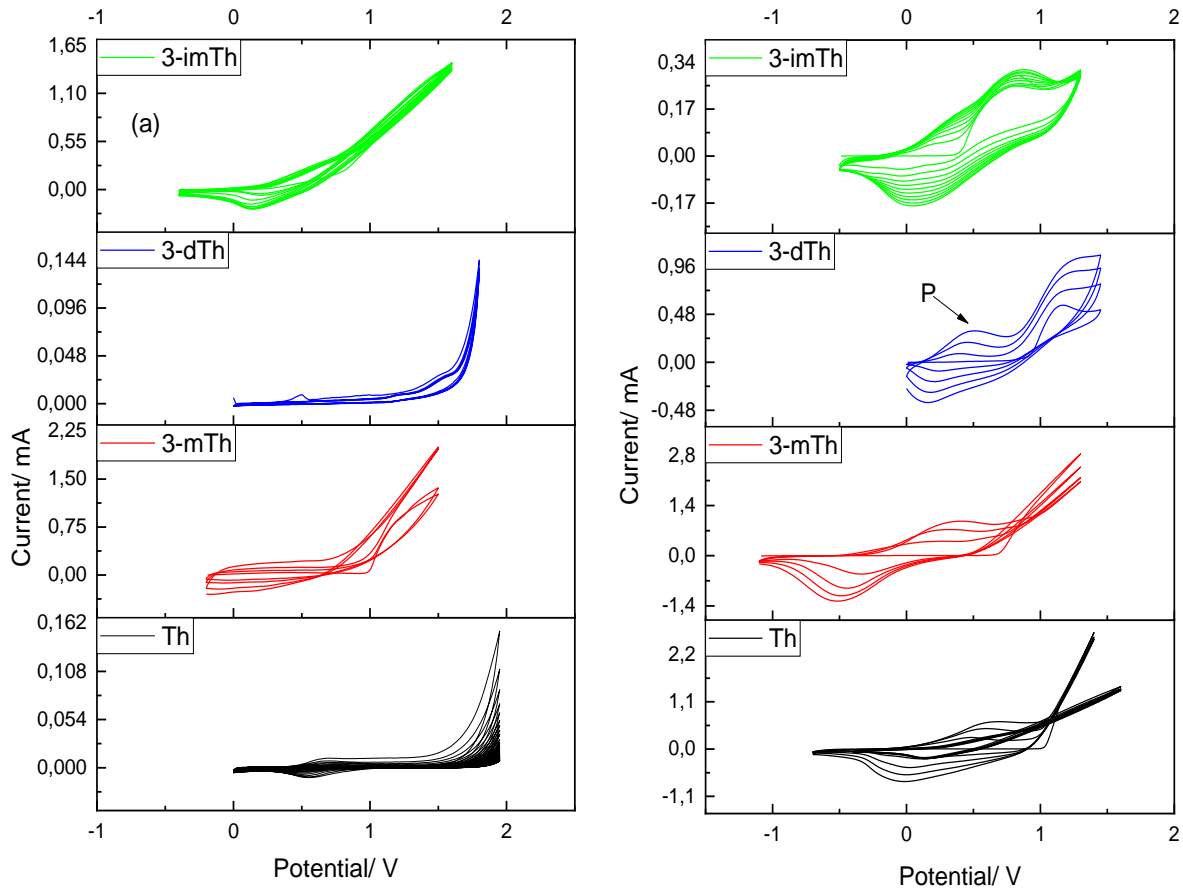 -1 0 1 2
1,65
3-imTh
1,10
(a)
0,55
0,00
3-dTh
0,144
0,096
0,048
0,000
3-mTh
2,25
1,50
0,75
0,00
Th
0,162
0,108
0,054
0,000
Current/ mA
-1 0 1 2
Potential/ V
-1 0 1 2
3-imTh
0,34
0,17
0,00
-0,17
3-dTh
0,96
P
0,48
0,00
-0,48
3-mTh
2,8
1,4
0,0
-1,4
Th
2,2
1,1
0,0
-1,1
Current/ mA
-1 0 1 2
Potential/ V